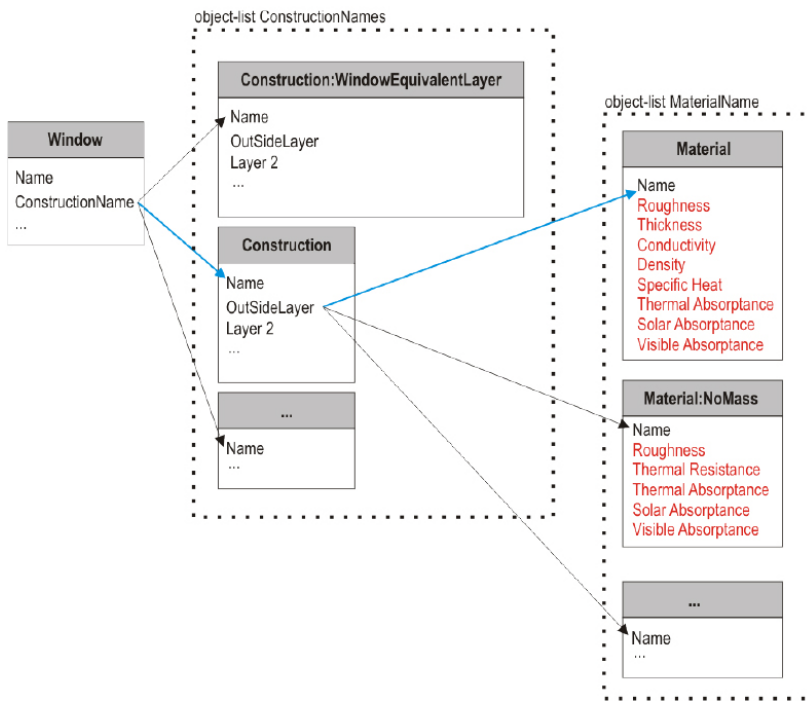 object-list ConstructionNames
Construction:WindowEquivalentLayer
Name
OutSideLayer
Layer 2
...
Window
Name
ConstructionName
...
Construction
Name
OutSideLayer
Layer 2
...
...
Name
...
object-list MaterialName
Material
Name
Roughness
Thickness
Conductivity
Density
Specific Heat
Thermal Absorptance
Solar Absorptance
Visible Absorptance
Material:NoMass
Name
Roughness
Thermal Resistance
Thermal Absorptance
Solar Absorptance
Visible Absorptance
...
Name
...